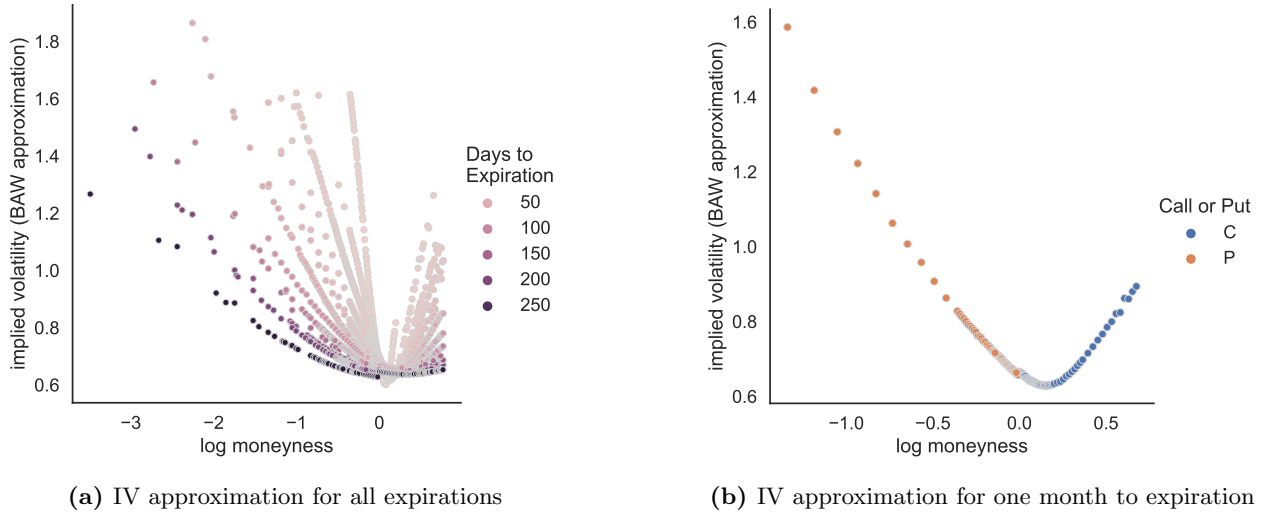 1.8
1.6
1.4
1.2
1.0
0.8
0.6
implied volatility (BAW approximation)
−3
−2
−1
0
log moneyness
Days to
Expiration
50
100
150
200
250
(a) IV approximation for all expirations
1.6
1.4
1.2
1.0
0.8
0.6
implied volatility (BAW approximation)
−1.0
−0.5
0.0
0.5
log moneyness
Call or Put
C
P
(b) IV approximation for one month to expiration